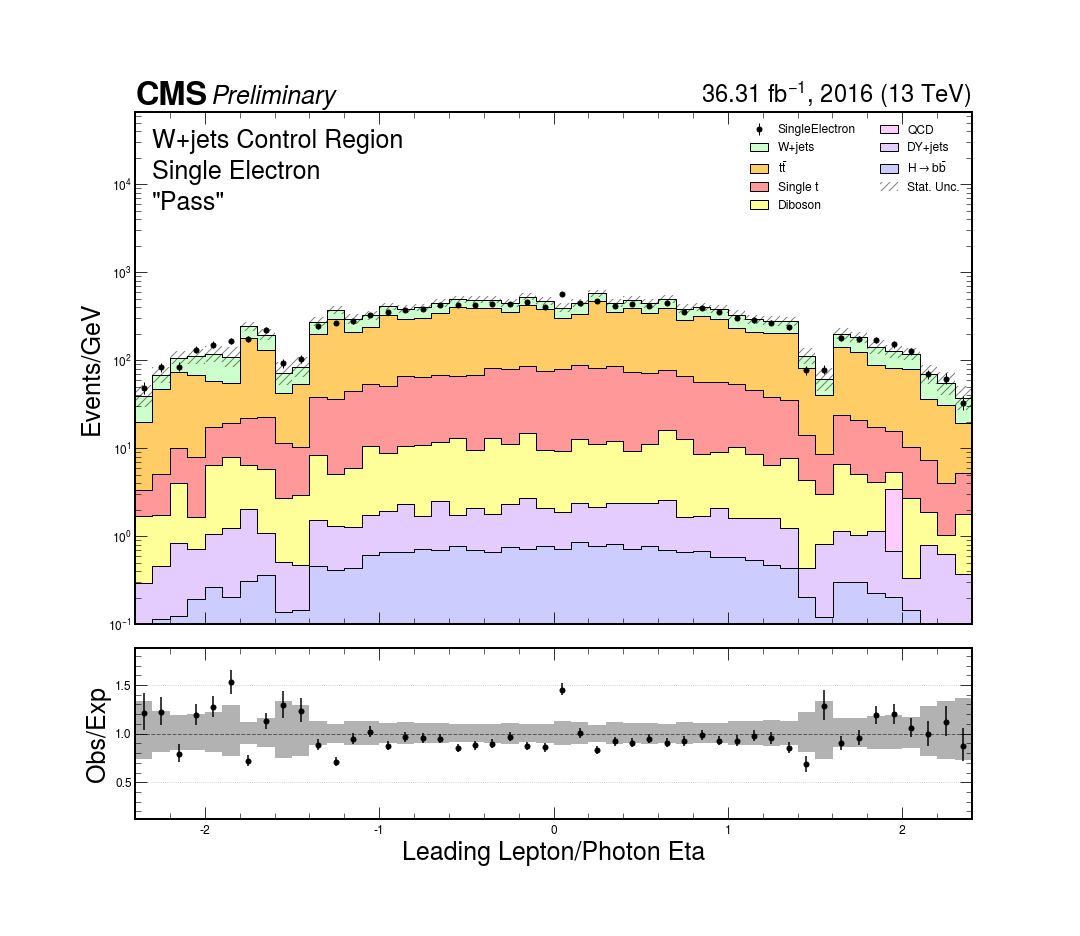 CMS Preliminary
36.31 fb⁻¹, 2016 (13 TeV)
W+jets Control Region
Single Electron
"Pass"
SingleElectron
W+jets
tt̄
Single t
Diboson
QCD
DY+jets
H→bb̄
Stat. Unc.
Events/GeV
10⁴
10³
10²
10¹
10⁰
10⁻¹
Obs/Exp
1.5
1.0
0.5
-2 -1 0 1 2
Leading Lepton/Photon Eta